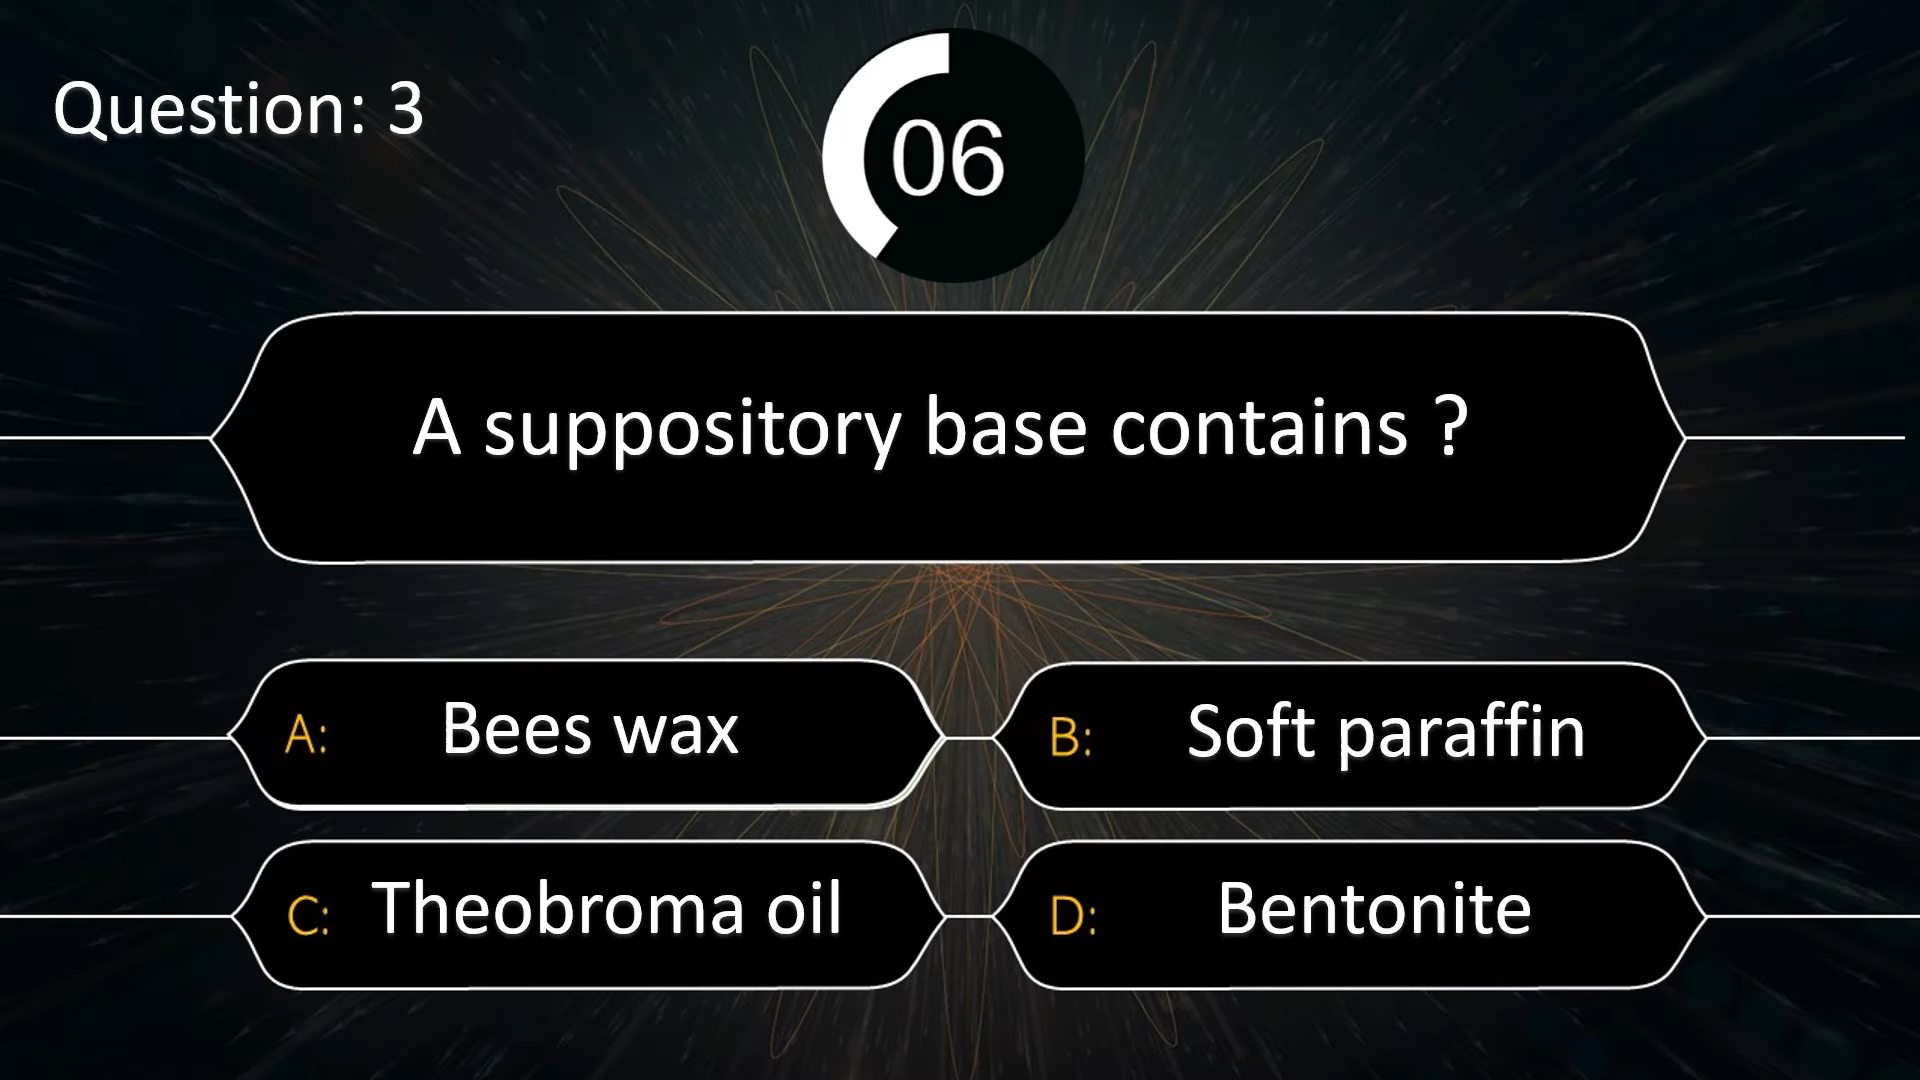 Question: 3
06
A suppository base contains ?
A: Bees wax
B: Soft paraffin
C: Theobroma oil
D: Bentonite